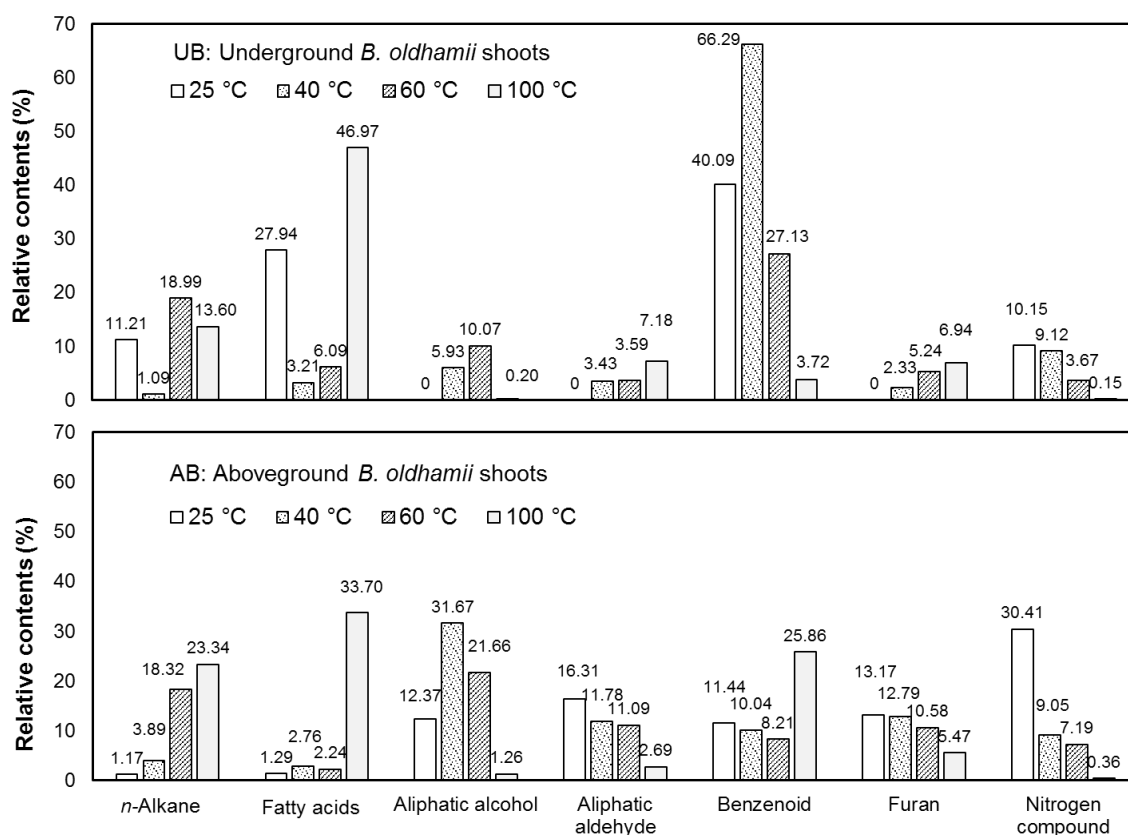 Relative contents (%)
70
60
50
40
30
20
10
0
UB: Underground B. oldhamii shoots
25 °C 40 °C 60 °C 100 °C
11.21 1.09 18.99 13.60
27.94 3.21 6.09 46.97
0 5.93 10.07 0.20
0 3.43 3.59 7.18
40.09 66.29 27.13 3.72
0 2.33 5.24 6.94
10.15 9.12 3.67 0.15
Relative contents (%)
70
60
50
40
30
20
10
0
AB: Aboveground B. oldhamii shoots
25 °C 40 °C 60 °C 100 °C
1.17 3.89 18.32 23.34
1.29 2.76 2.24 33.70
12.37 31.67 21.66 1.26
16.31 11.78 11.09 2.69
11.44 10.04 8.21 25.86
13.17 12.79 10.58 5.47
30.41 9.05 7.19 0.36
n-Alkane
Fatty acids
Aliphatic alcohol
Aliphatic
aldehyde
Benzenoid
Furan
Nitrogen
compound